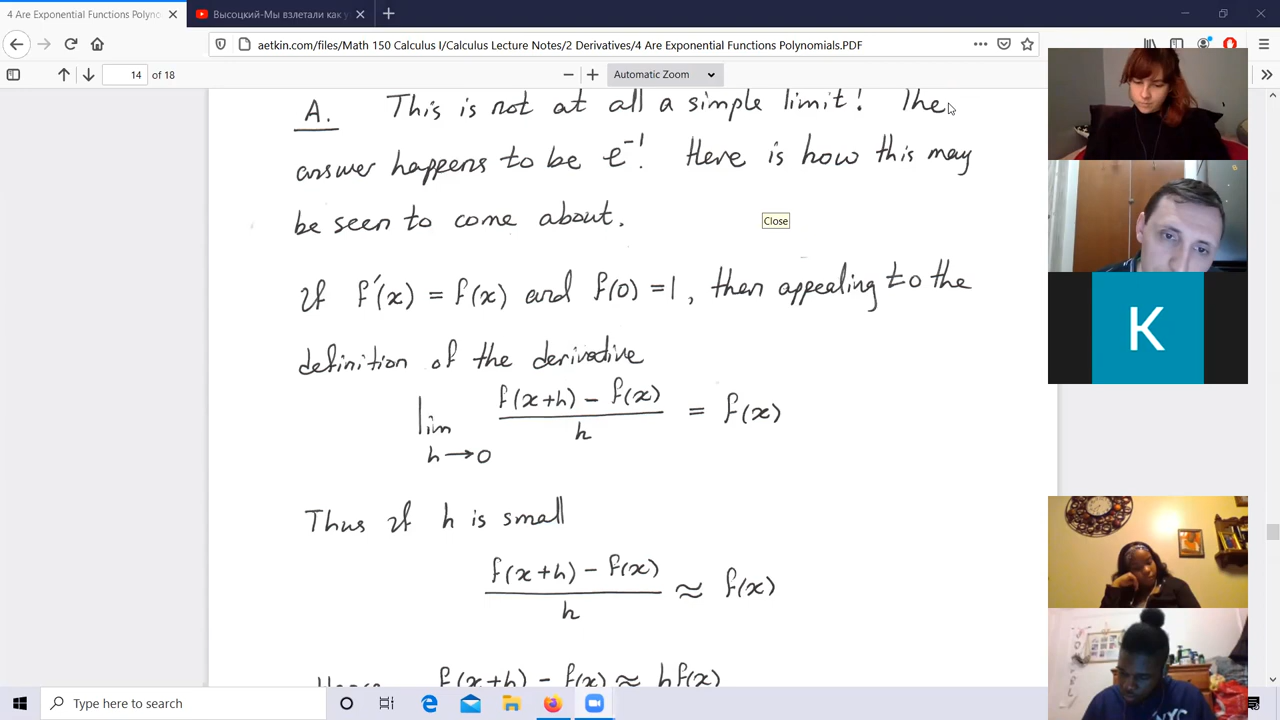 4 Are Exponential Functions Polyno
Высоцкий-Мы взлетали как у
aetkin.com/files/Math 150 Calculus I/Calculus Lecture Notes/2 Derivatives/4 Are Exponential Functions Polynomials.PDF
14 of 18
Automatic Zoom
A. This is not at all a simple limit! The
answer happens to be e⁻¹! Here is how this may
be seen to come about.
Close
If f′(x) = f(x) and f(0) = 1, then appealing to the
definition of the derivative
lim h→0 (f(x+h) − f(x))/h = f(x)
Thus if h is small
(f(x+h) − f(x))/h ≈ f(x)
Hence f(x+h) − f(x) ≈ hf(x)
K
NYC
Type here to search